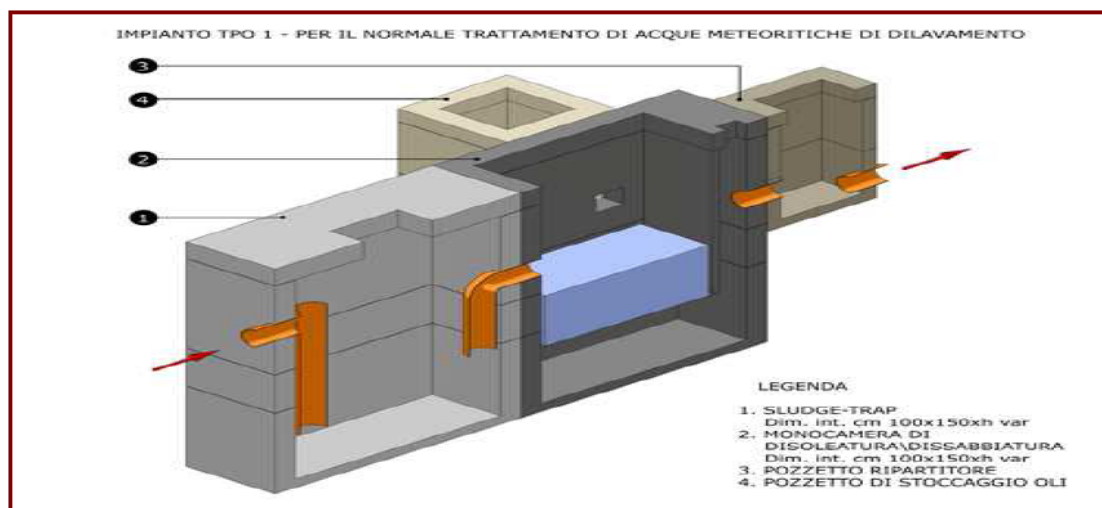 IMPIANTO TPO 1 - PER IL NORMALE TRATTAMENTO DI ACQUE METEORITICHE DI DILAVAMENTO
3
4
2
1
LEGENDA
1. SLUDGE-TRAP
Dim. int. cm 100x150xh var
2. MONOCAMERA DI
DISOLEATURA\DISSABBIATURA
Dim. int. cm 100x150xh var
3. POZZETTO RIPARTITORE
4. POZZETTO DI STOCCAGGIO OLI